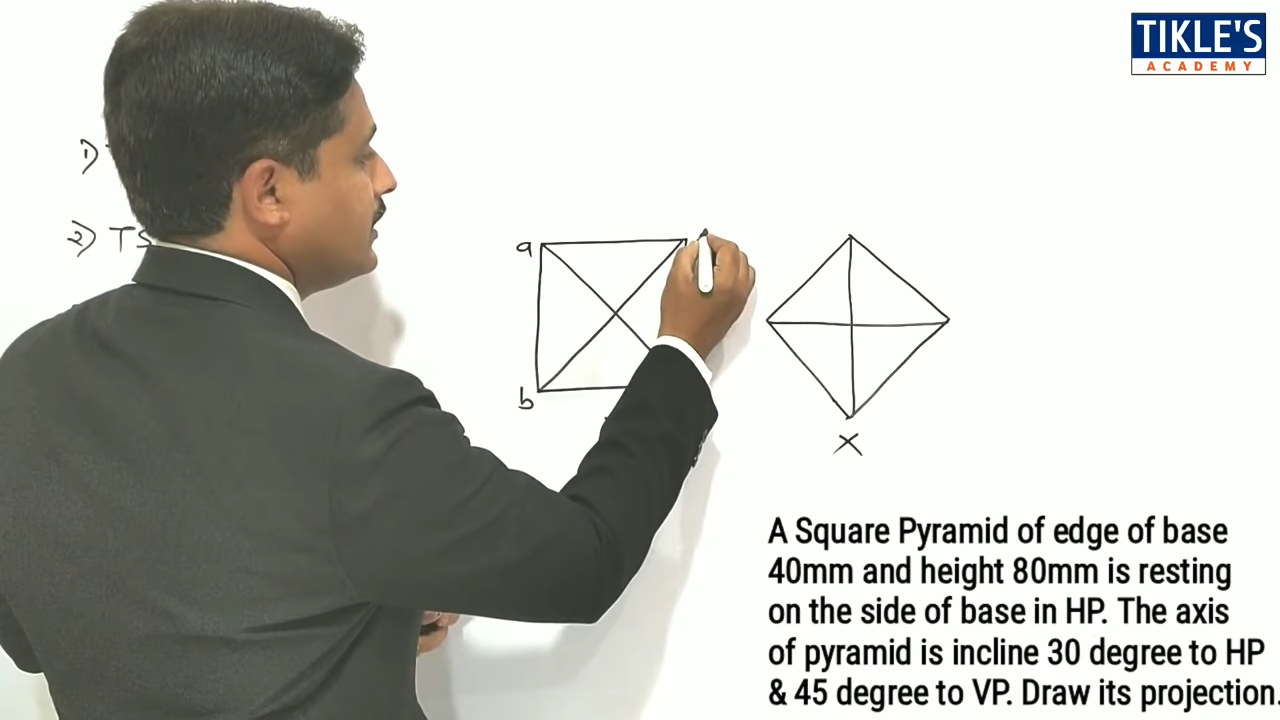 TIKLE'S
ACADEMY
1)
2) TS
a
b
X
A Square Pyramid of edge of base
40mm and height 80mm is resting
on the side of base in HP. The axis
of pyramid is incline 30 degree to HP
& 45 degree to VP. Draw its projection.